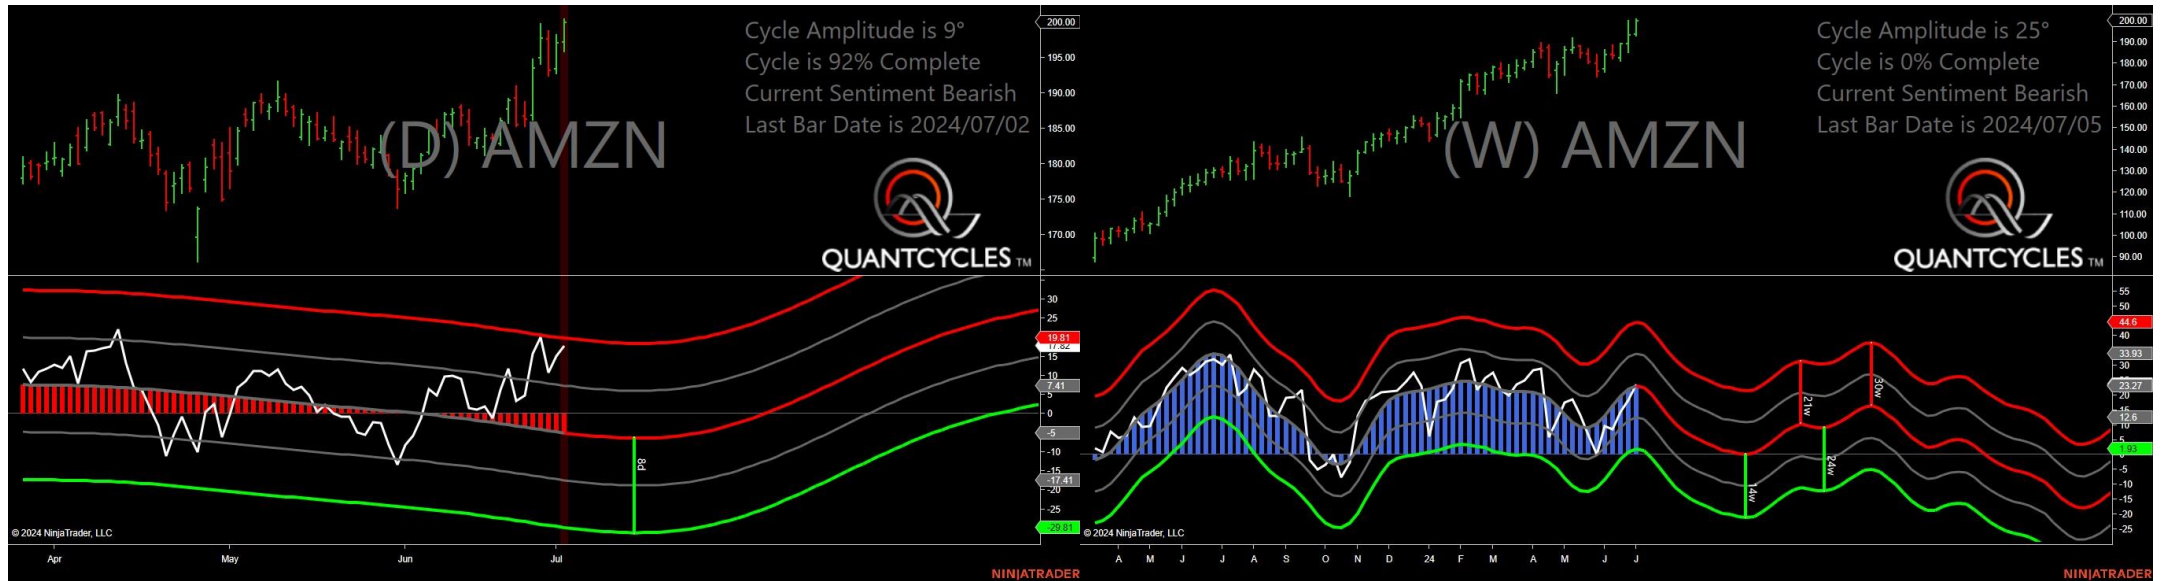 Cycle Amplitude is 9°
Cycle is 92% Complete
Current Sentiment Bearish
Last Bar Date is 2024/07/02
(D) AMZN
QUANTCYCLES TM
200.00
195.00
190.00
185.00
180.00
175.00
170.00
30
25
19.81
17.82
15
10
7.41
5
0
-5
-10
-17.41
-20
-25
-29.81
8d
© 2024 NinjaTrader, LLC
Apr
May
Jun
Jul
NINJATRADER
Cycle Amplitude is 25°
Cycle is 0% Complete
Current Sentiment Bearish
Last Bar Date is 2024/07/05
(W) AMZN
QUANTCYCLES TM
200.00
190.00
180.00
170.00
160.00
150.00
140.00
130.00
120.00
110.00
100.00
90.00
55
50
44.6
40
33.93
30
23.27
20
12.6
10
5
1.93
-5
-10
-15
-20
-25
21w
30w
14w
24w
© 2024 NinjaTrader, LLC
A M J J A S O N D 24 F M A M J J
NINJATRADER